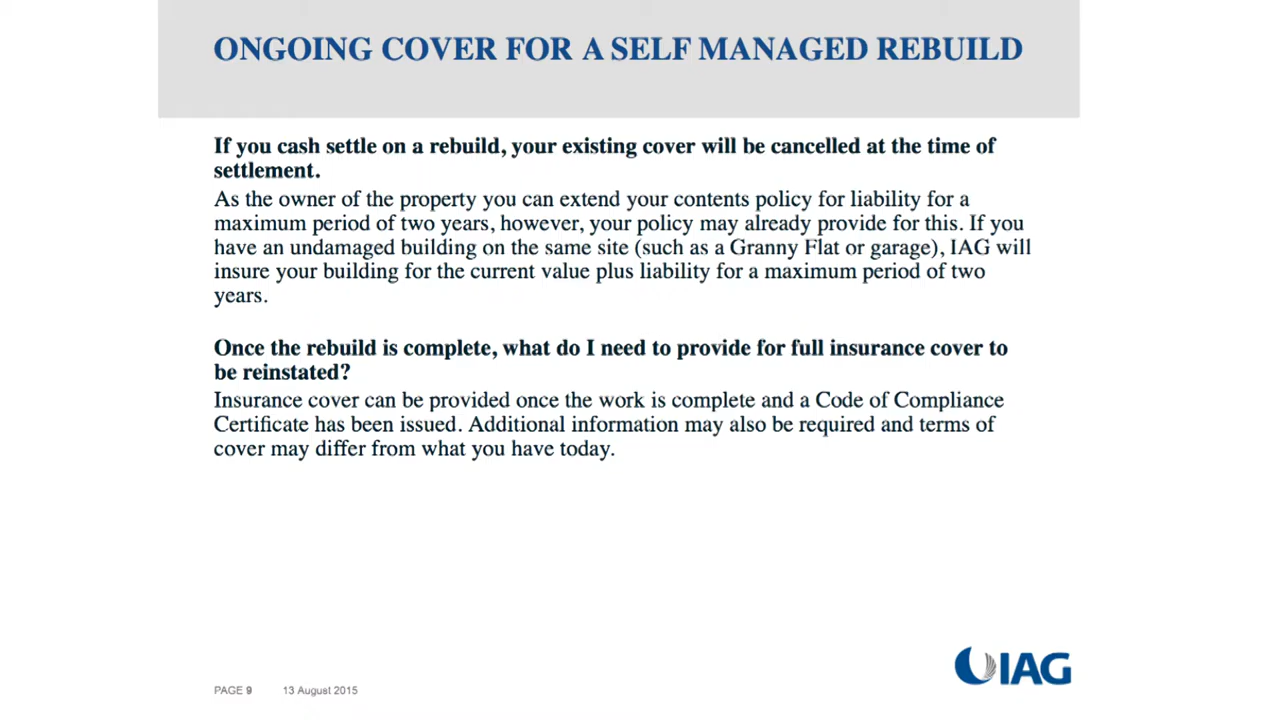 ONGOING COVER FOR A SELF MANAGED REBUILD
If you cash settle on a rebuild, your existing cover will be cancelled at the time of
settlement.
As the owner of the property you can extend your contents policy for liability for a
maximum period of two years, however, your policy may already provide for this. If you
have an undamaged building on the same site (such as a Granny Flat or garage), IAG will
insure your building for the current value plus liability for a maximum period of two
years.
Once the rebuild is complete, what do I need to provide for full insurance cover to
be reinstated?
Insurance cover can be provided once the work is complete and a Code of Compliance
Certificate has been issued. Additional information may also be required and terms of
cover may differ from what you have today.
IAG
PAGE 9 13 August 2015